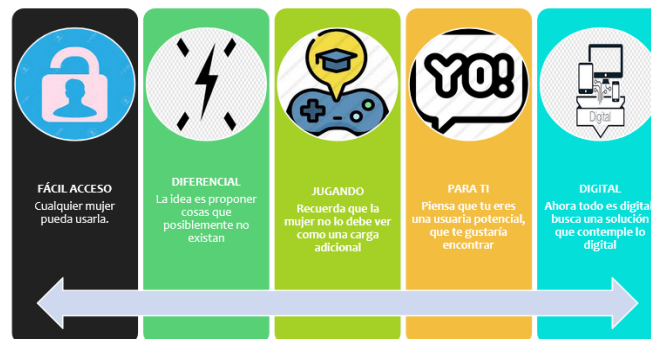 YO!
Digital
FÁCIL ACCESO
Cualquier mujer
pueda usarla.
DIFERENCIAL
La idea es proponer
cosas que
posiblemente no
existan
JUGANDO
Recuerda que la
mujer no lo debe ver
como una carga
adicional
PARA TI
Piensa que tu eres
una usuaria potencial,
que te gustaría
encontrar
DIGITAL
Ahora todo es digital
busca una solución
que contemple lo
digital